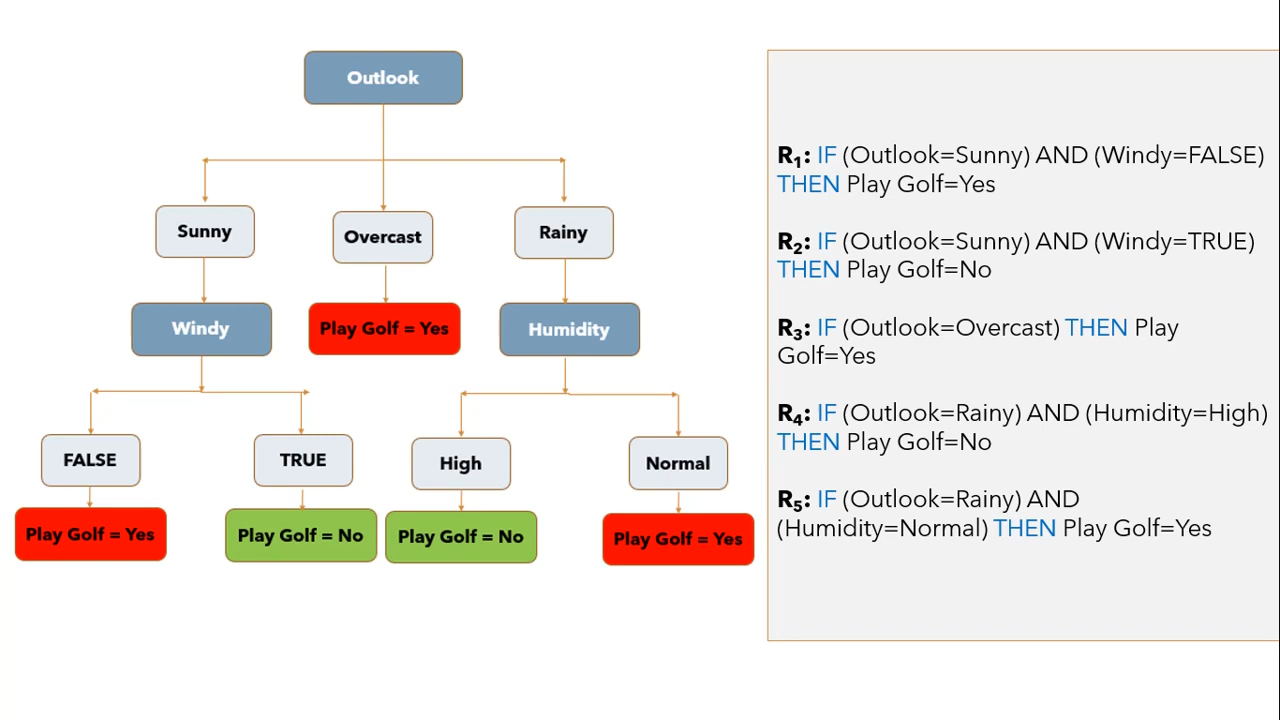 Outlook
Sunny
Overcast
Rainy
Windy
Play Golf = Yes
Humidity
FALSE
TRUE
High
Normal
Play Golf = Yes
Play Golf = No
Play Golf = No
Play Golf = Yes
R₁: IF (Outlook=Sunny) AND (Windy=FALSE)
THEN Play Golf=Yes
R₂: IF (Outlook=Sunny) AND (Windy=TRUE)
THEN Play Golf=No
R₃: IF (Outlook=Overcast) THEN Play
Golf=Yes
R₄: IF (Outlook=Rainy) AND (Humidity=High)
THEN Play Golf=No
R₅: IF (Outlook=Rainy) AND
(Humidity=Normal) THEN Play Golf=Yes